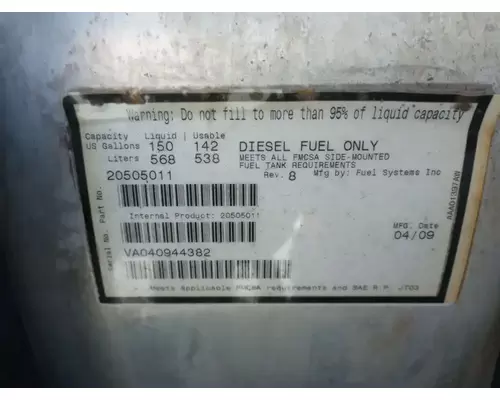 Warning: Do not fill to more than 95% of liquid capacity
Capacity Liquid | Usable
US Gallons 150 | 142 DIESEL FUEL ONLY
Liters 568 | 538 MEETS ALL FMCSA SIDE-MOUNTED
FUEL TANK REQUIREMENTS
20505011 Rev. 8 Mfg by: Fuel Systems Inc
Part No.
Internal Product: 20505011
Serial No.
VA040944382
MFG. Date
04/09
AAAD1397AB
Meets Applicable FMCSA requirements and SAE R.P. J703